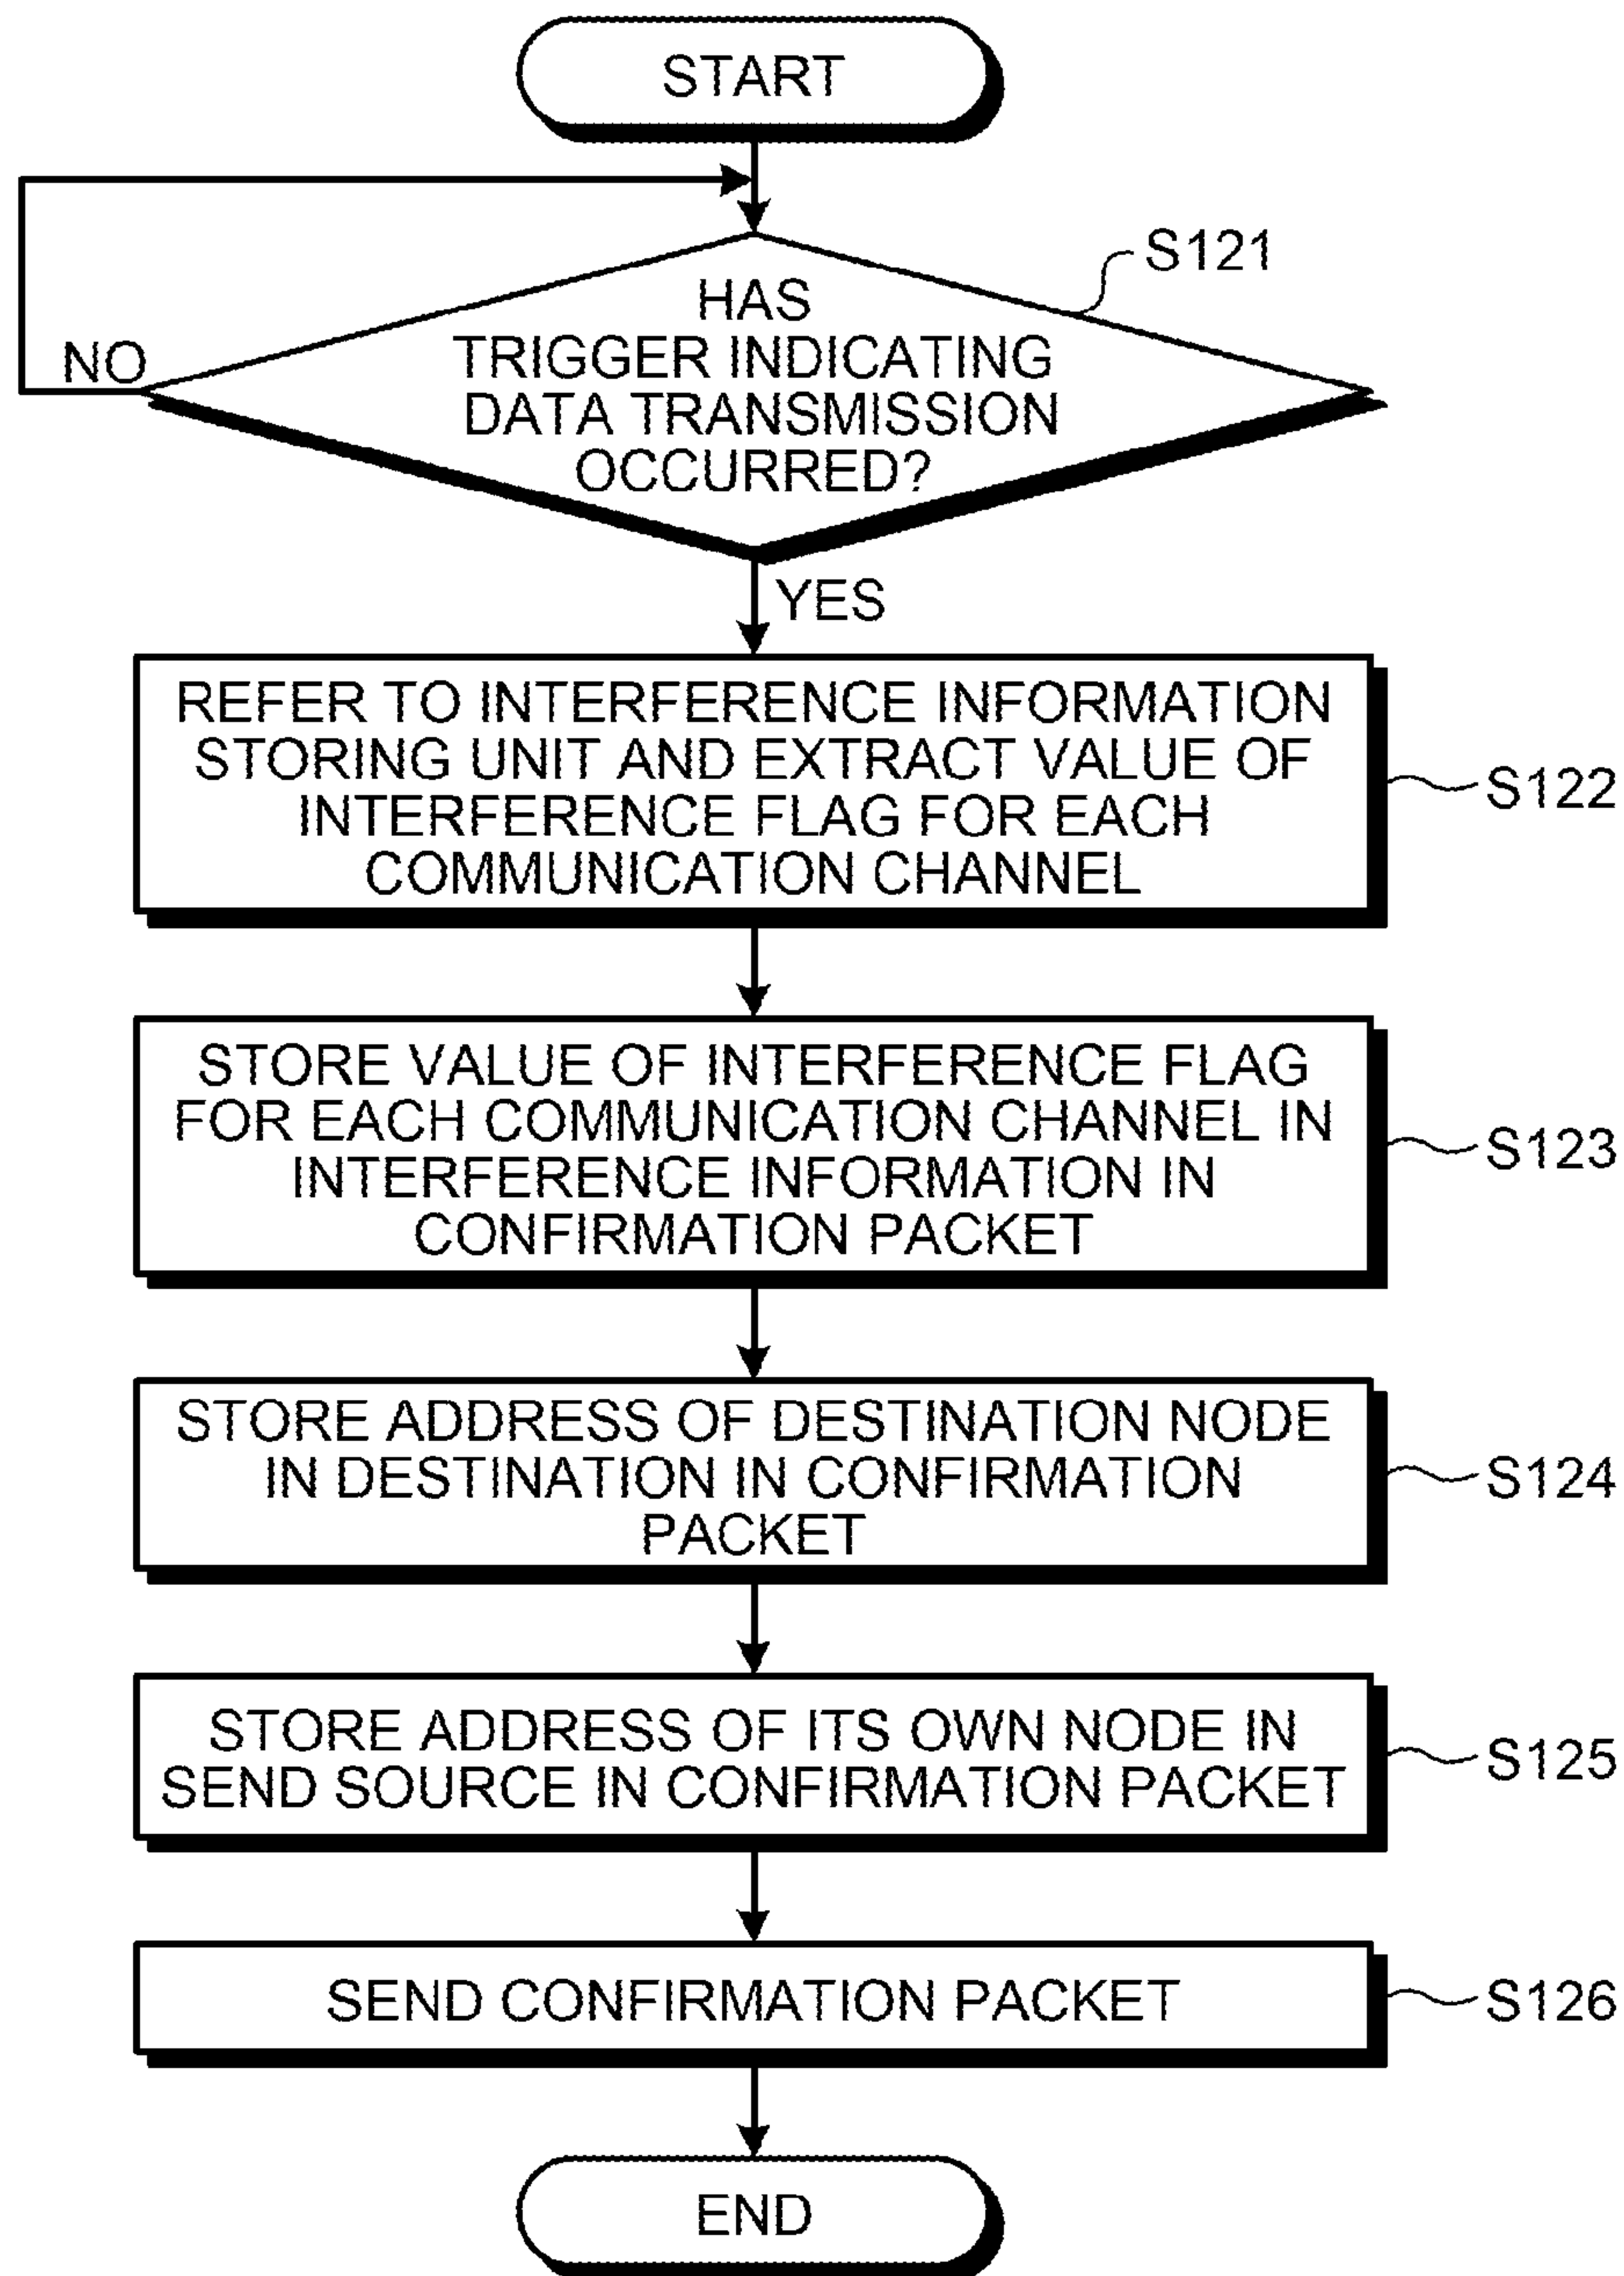 START
S121
HAS
TRIGGER INDICATING
DATA TRANSMISSION
OCCURRED?
NO
YES
REFER TO INTERFERENCE INFORMATION
STORING UNIT AND EXTRACT VALUE OF
INTERFERENCE FLAG FOR EACH
COMMUNICATION CHANNEL
S122
STORE VALUE OF INTERFERENCE FLAG
FOR EACH COMMUNICATION CHANNEL IN
INTERFERENCE INFORMATION IN
CONFIRMATION PACKET
S123
STORE ADDRESS OF DESTINATION NODE
IN DESTINATION IN CONFIRMATION
PACKET
S124
STORE ADDRESS OF ITS OWN NODE IN
SEND SOURCE IN CONFIRMATION PACKET
S125
SEND CONFIRMATION PACKET
S126
END